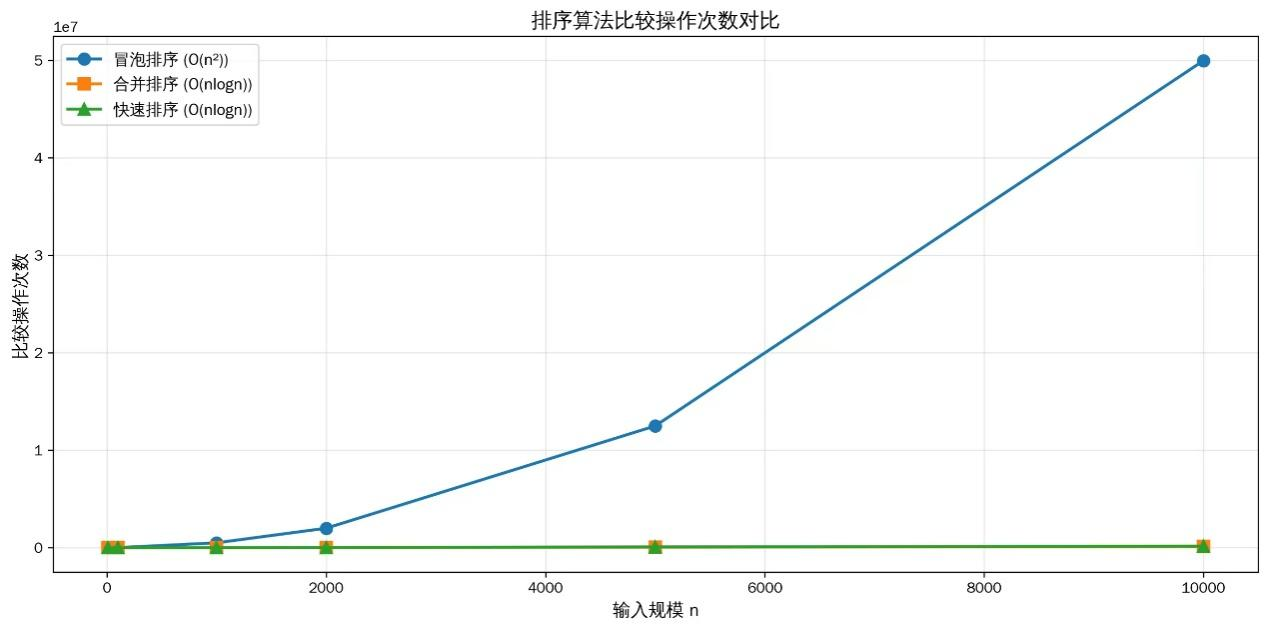 排序算法比较操作次数对比
1e7
冒泡排序 (O(n²))
合并排序 (O(nlogn))
快速排序 (O(nlogn))
5
4
3
2
1
0
比较操作次数
0 2000 4000 6000 8000 10000
输入规模 n